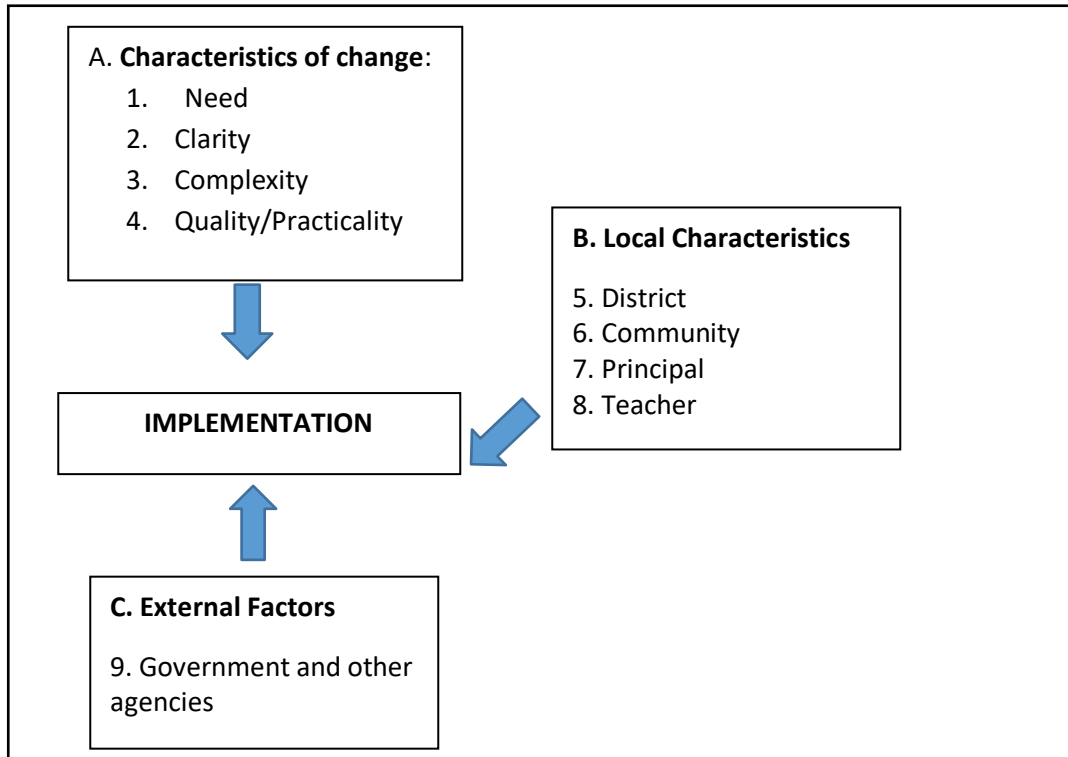 A. Characteristics of change:
1. Need
2. Clarity
3. Complexity
4. Quality/Practicality
B. Local Characteristics
5. District
6. Community
7. Principal
8. Teacher
IMPLEMENTATION
C. External Factors
9. Government and other
agencies